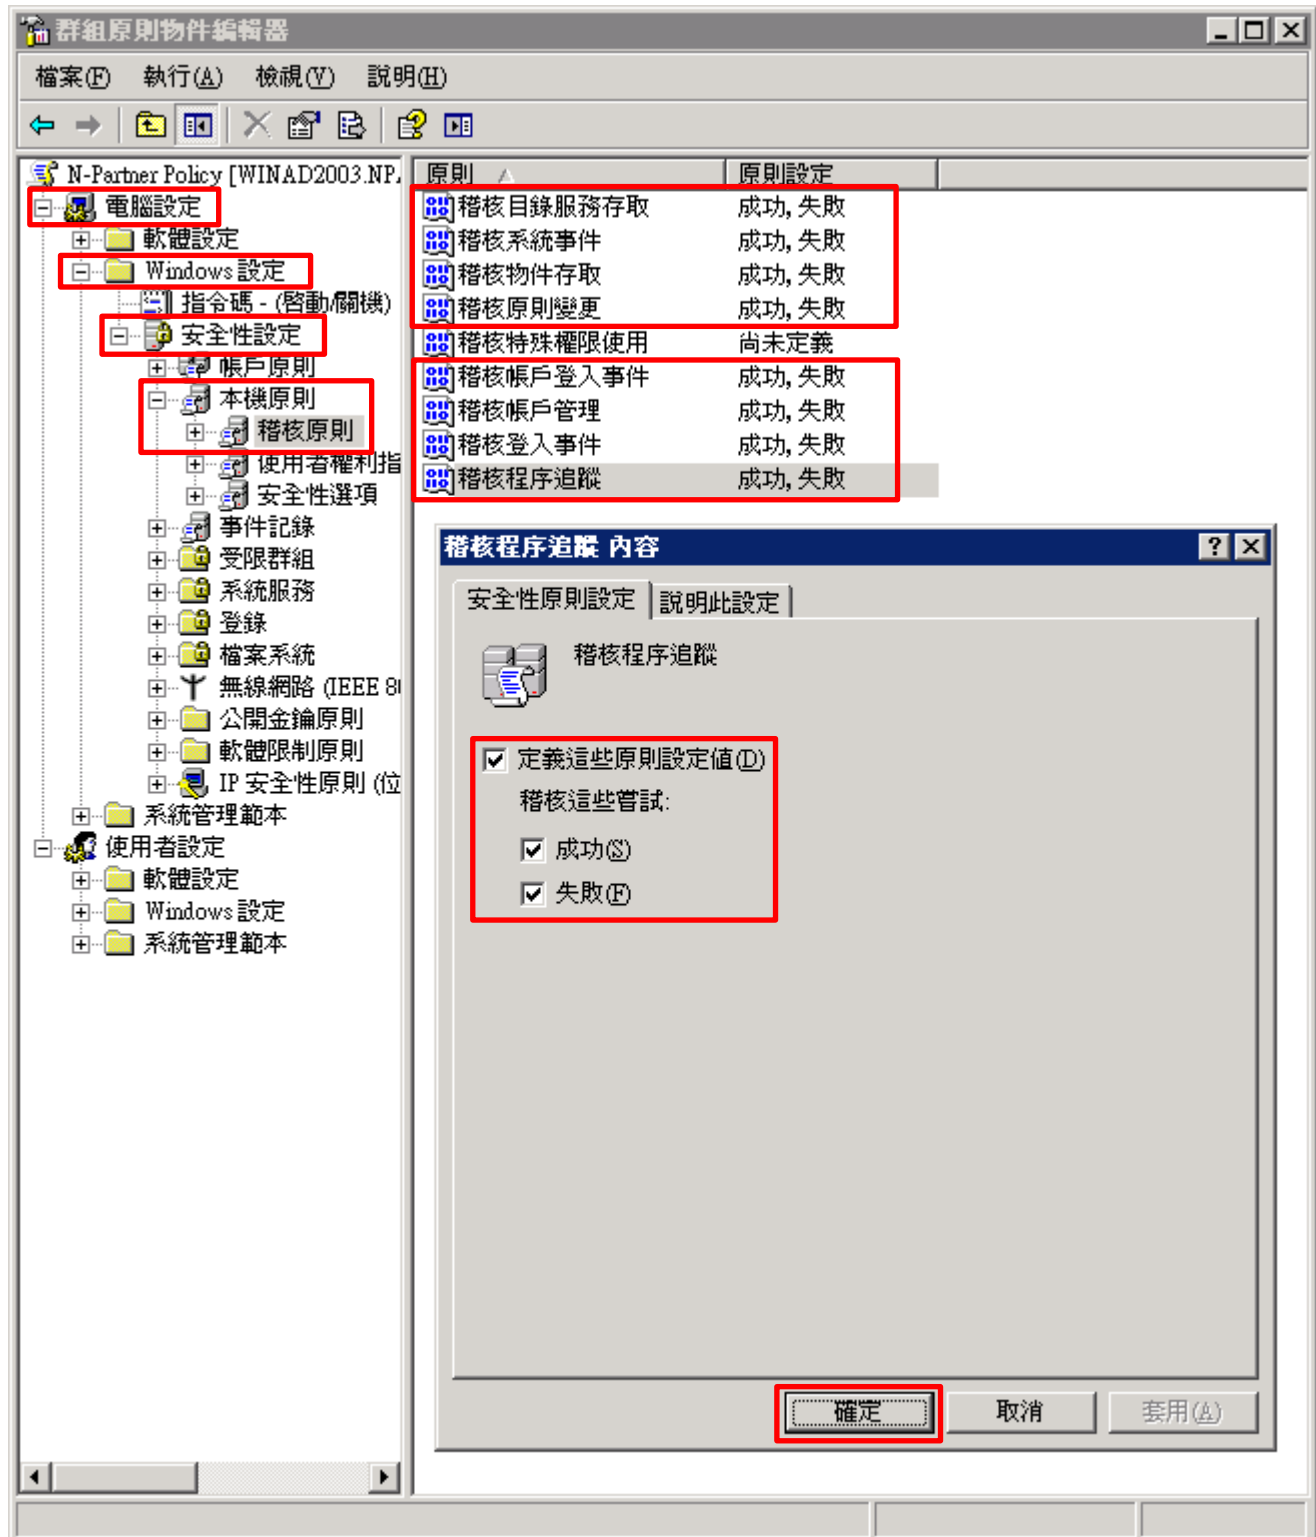 群組原則物件編輯器
檔案(F) 執行(A) 檢視(V) 說明(H)
N-Partner Policy [WINAD2003.NP.
電腦設定
軟體設定
Windows 設定
指令碼 - (啓動/關機)
安全性設定
帳戶原則
本機原則
稽核原則
使用者權利指
安全性選項
事件記錄
受限群組
系統服務
登錄
檔案系統
無線網路 (IEEE 80
公開金鑰原則
軟體限制原則
IP 安全性原則 (位
系統管理範本
使用者設定
軟體設定
Windows 設定
系統管理範本
原則 原則設定
稽核目錄服務存取 成功, 失敗
稽核系統事件 成功, 失敗
稽核物件存取 成功, 失敗
稽核原則變更 成功, 失敗
稽核特殊權限使用 尚未定義
稽核帳戶登入事件 成功, 失敗
稽核帳戶管理 成功, 失敗
稽核登入事件 成功, 失敗
稽核程序追蹤 成功, 失敗
稽核程序追蹤 內容
安全性原則設定 說明此設定
稽核程序追蹤
定義這些原則設定值(D)
稽核這些嘗試:
成功(S)
失敗(F)
確定 取消 套用(A)